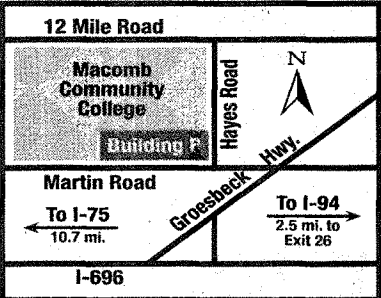 12 Mile Road
Macomb
Community
College
Building P
Hayes Road
N
Martin Road
Groesbeck Hwy.
To I-75
10.7 mi.
To I-94
2.5 mi. to
Exit 26
I-696